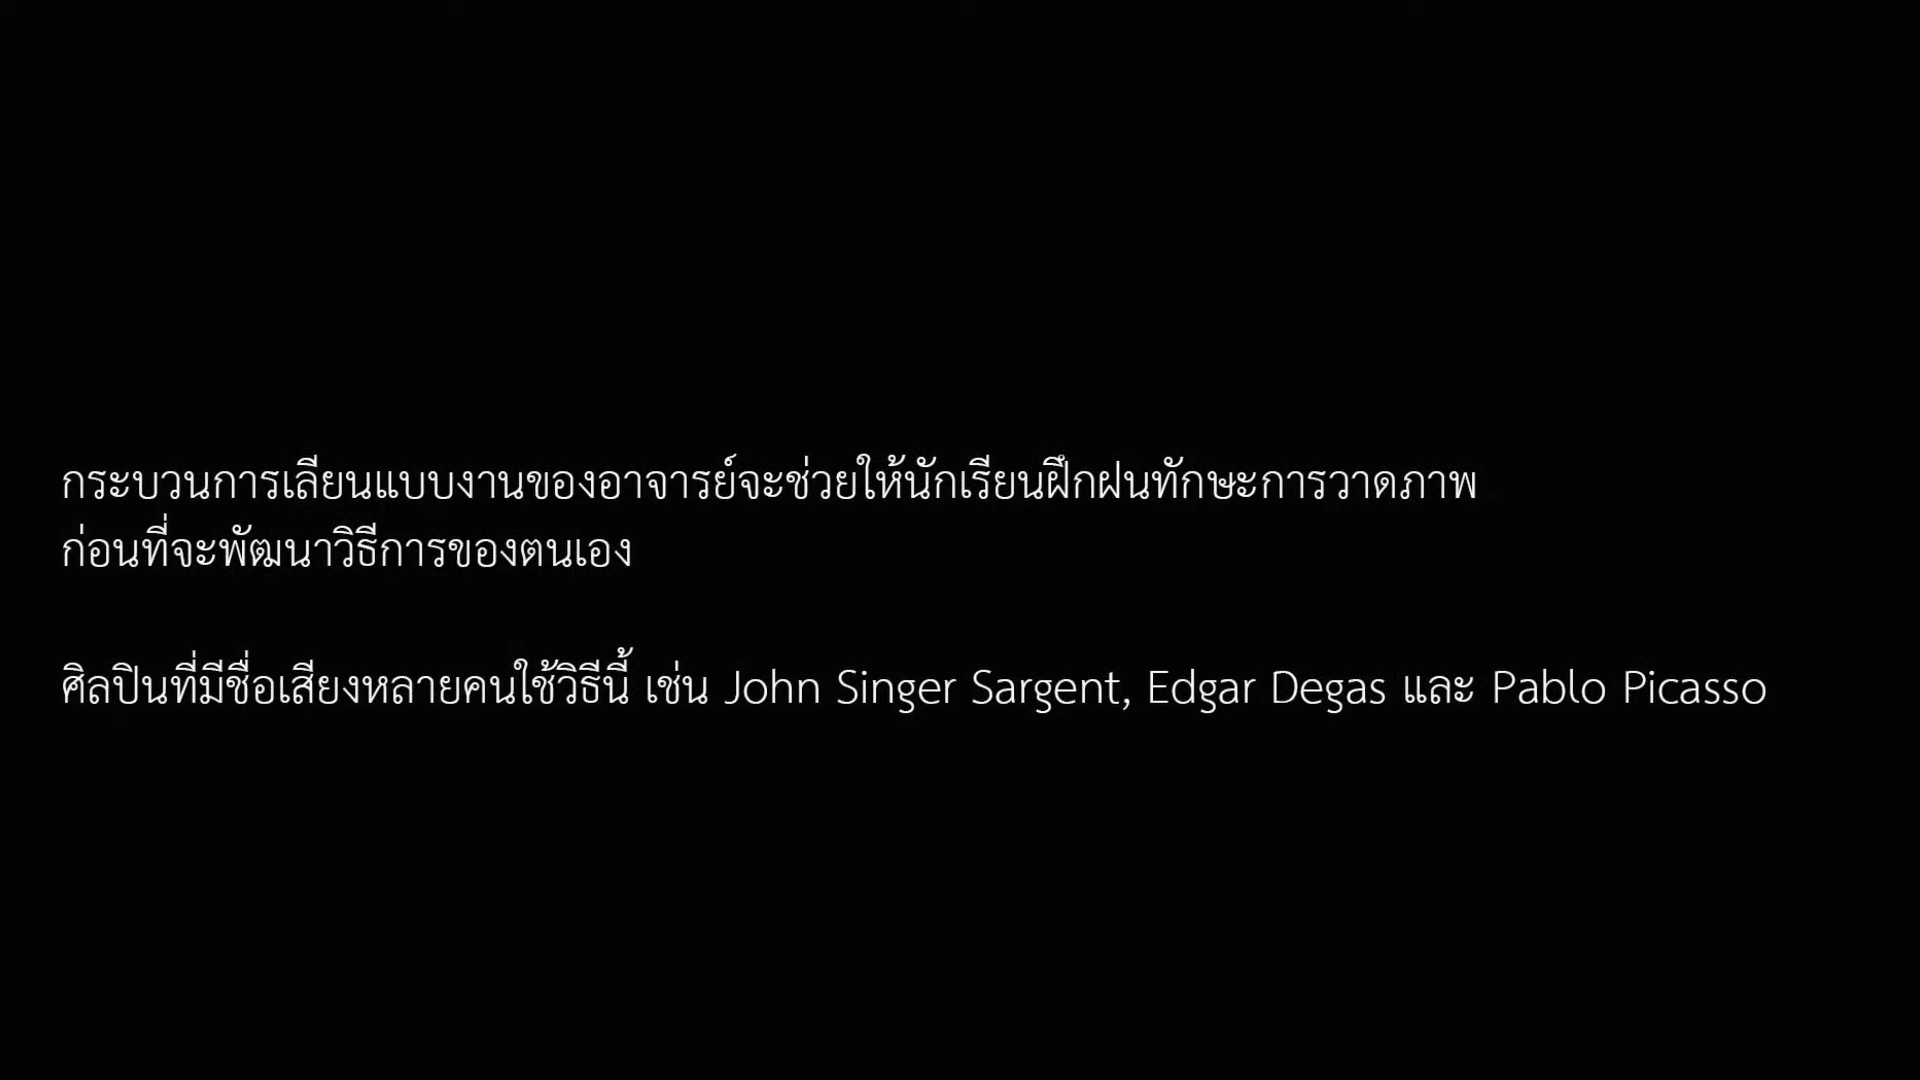 กระบวนการเลียนแบบงานของอาจารย์จะช่วยให้นักเรียนฝึกฝนทักษะการวาดภาพ
ก่อนที่จะพัฒนาวิธีการของตนเอง
ศิลปินที่มีชื่อเสียงหลายคนใช้วิธีนี้ เช่น John Singer Sargent, Edgar Degas และ Pablo Picasso